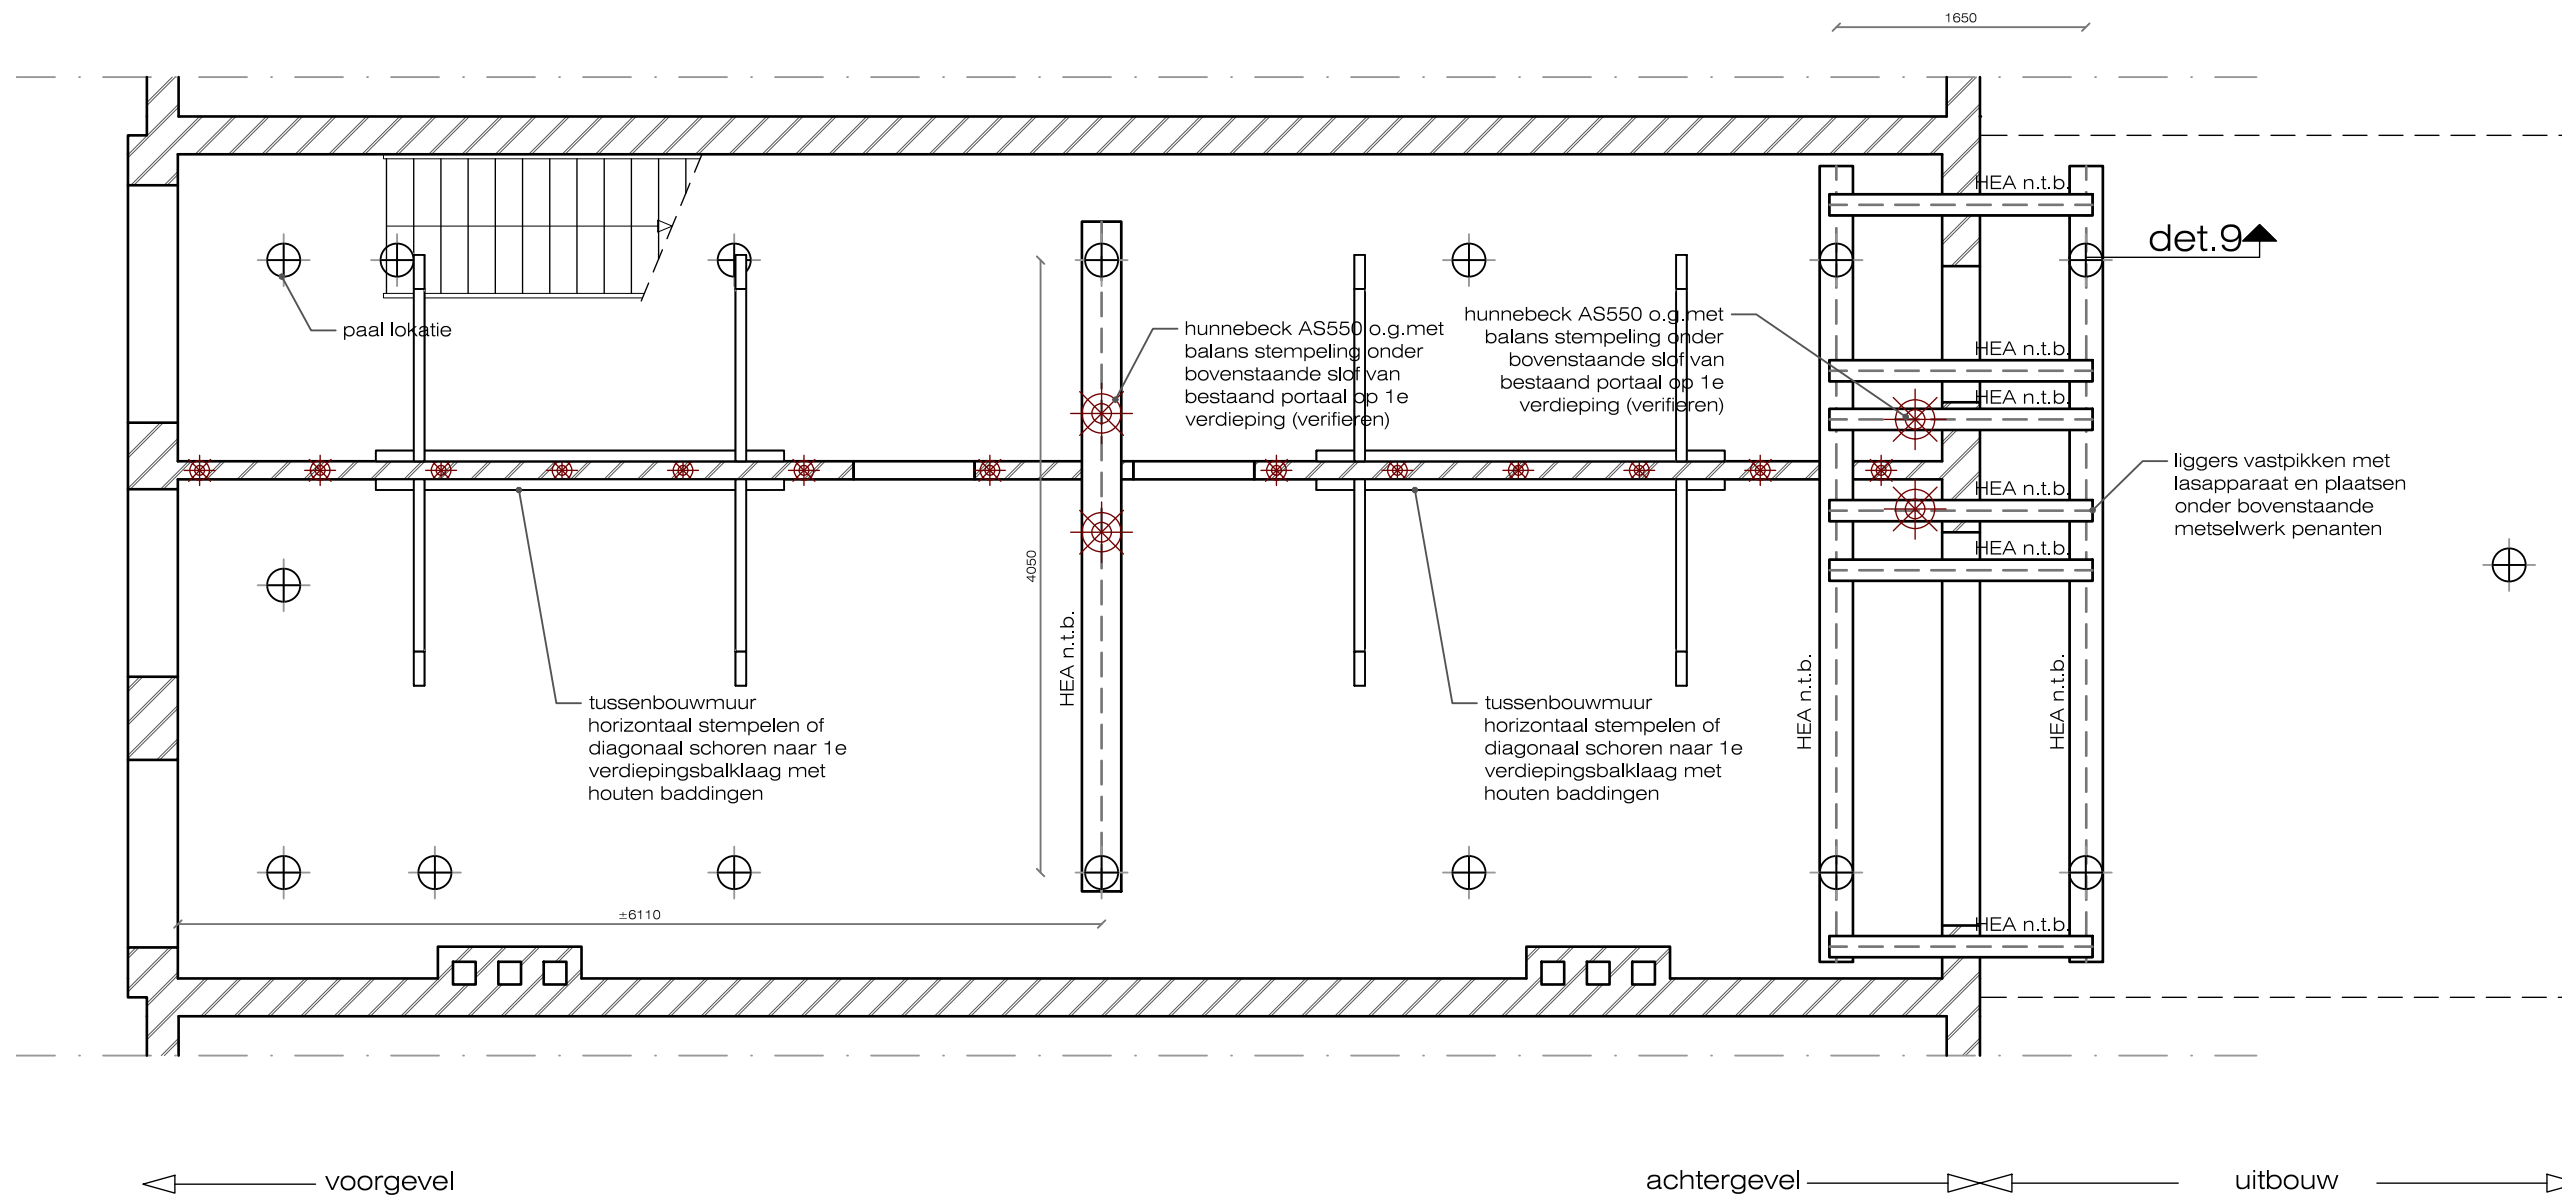 1650
HEA n.t.b.
det.9
paal lokatie
hunnebeck AS550 o.g.met
balans stempeling onder
bovenstaande slof van
bestaand portaal op 1e
verdieping (verifieren)
hunnebeck AS550 o.g.met
balans stempeling onder
bovenstaande slof van
bestaand portaal op 1e
verdieping (verifieren)
HEA n.t.b.
HEA n.t.b.
HEA n.t.b.
HEA n.t.b.
liggers vastpikken met
lasapparaat en plaatsen
onder bovenstaande
metselwerk penanten
4050
HEA n.t.b.
HEA n.t.b.
HEA n.t.b.
tussenbouwmuur
horizontaal stempelen of
diagonaal schoren naar 1e
verdiepingsbalklaag met
houten baddingen
tussenbouwmuur
horizontaal stempelen of
diagonaal schoren naar 1e
verdiepingsbalklaag met
houten baddingen
±6110
HEA n.t.b.
voorgevel
achtergevel
uitbouw